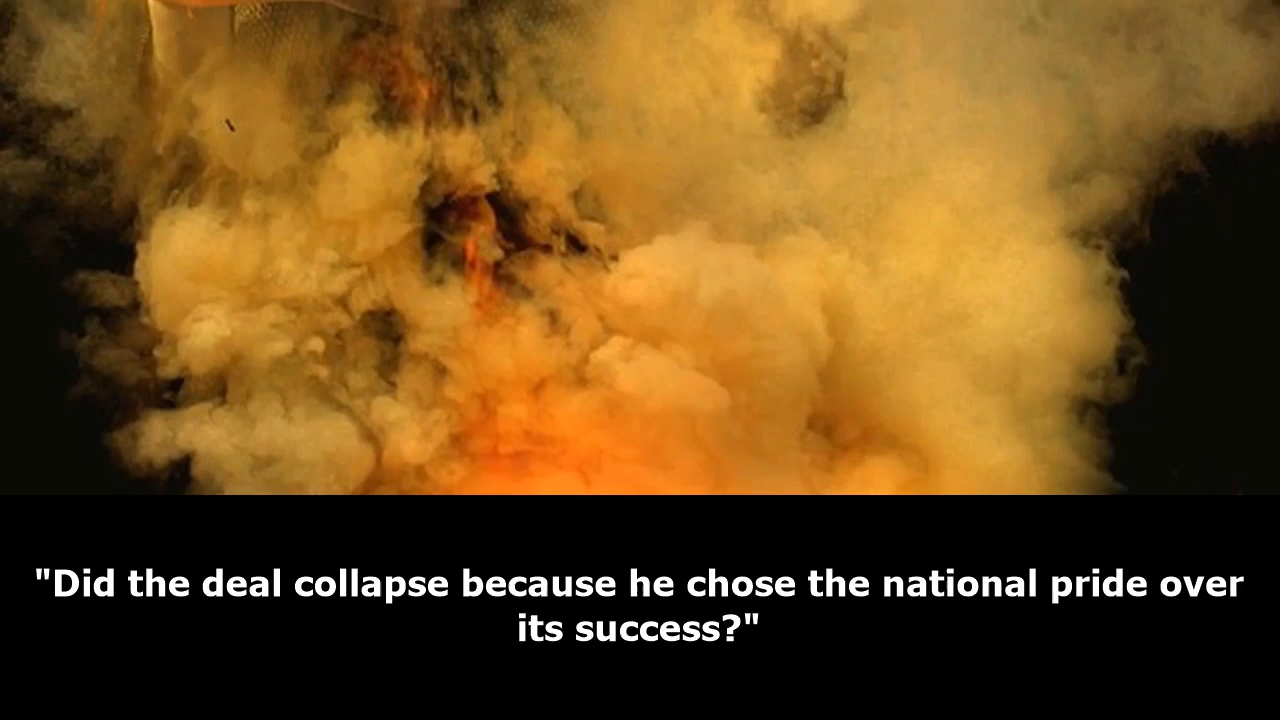 "Did the deal collapse because he chose the national pride over
its success?"